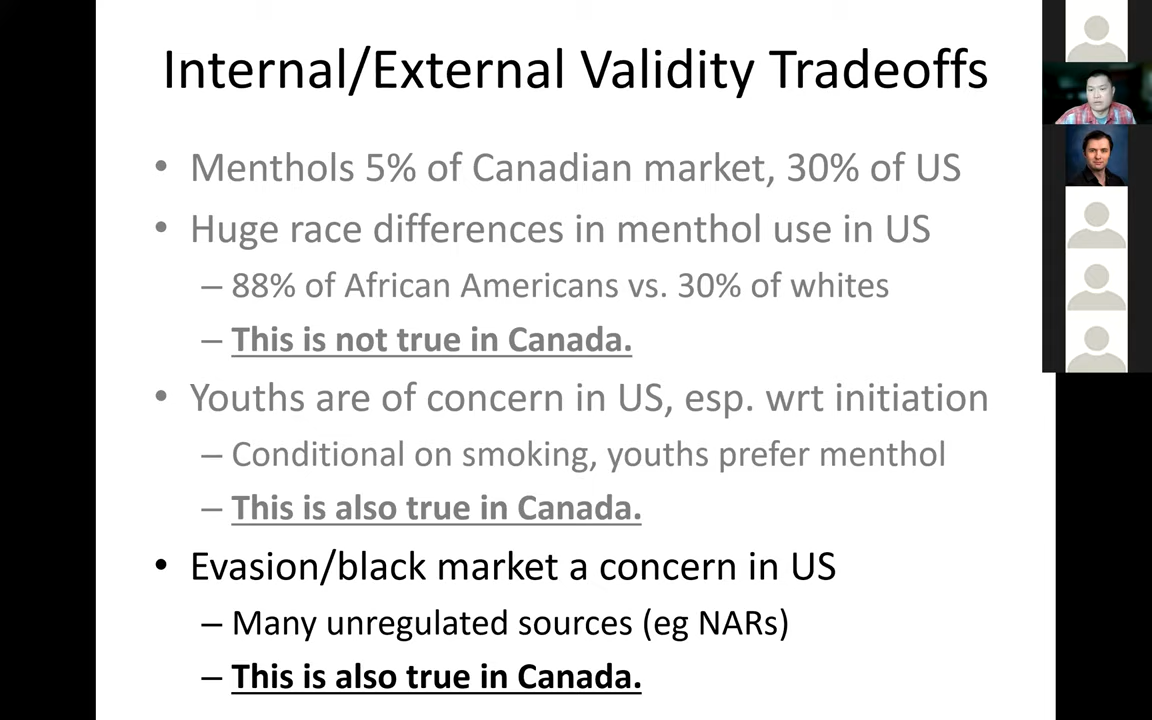 Internal/External Validity Tradeoffs
• Menthols 5% of Canadian market, 30% of US
• Huge race differences in menthol use in US
– 88% of African Americans vs. 30% of whites
– This is not true in Canada.
• Youths are of concern in US, esp. wrt initiation
– Conditional on smoking, youths prefer menthol
– This is also true in Canada.
• Evasion/black market a concern in US
– Many unregulated sources (eg NARs)
– This is also true in Canada.